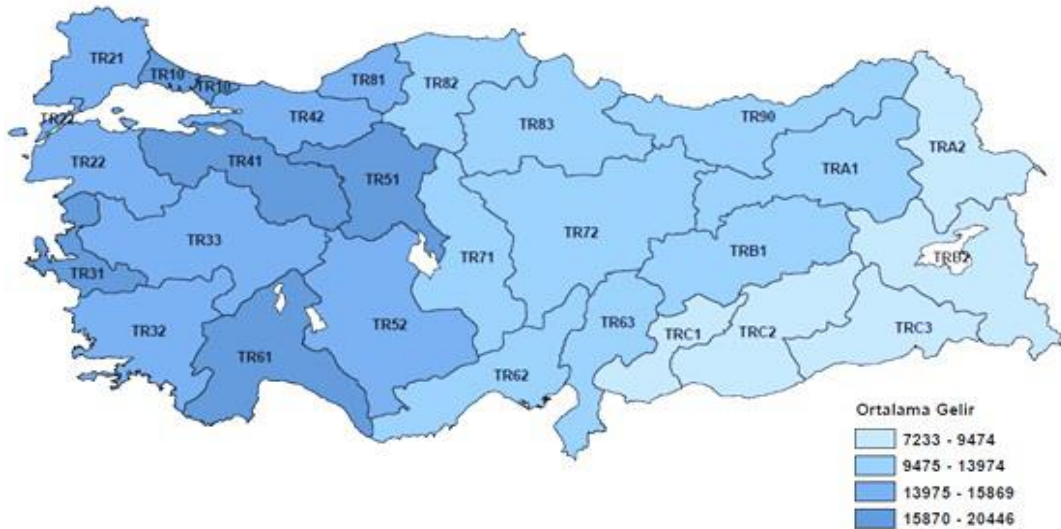 TR21
TR10
TR10
TR81
TR82
TR22
TR42
TR83
TR90
TR22
TR41
TR51
TRA1
TRA2
TR33
TR72
TR71
TRB1
TRB2
TR31
TR32
TR52
TR63
TRC1
TRC2
TRC3
TR61
TR62
Ortalama Gelir
7233 - 9474
9475 - 13974
13975 - 15869
15870 - 20446